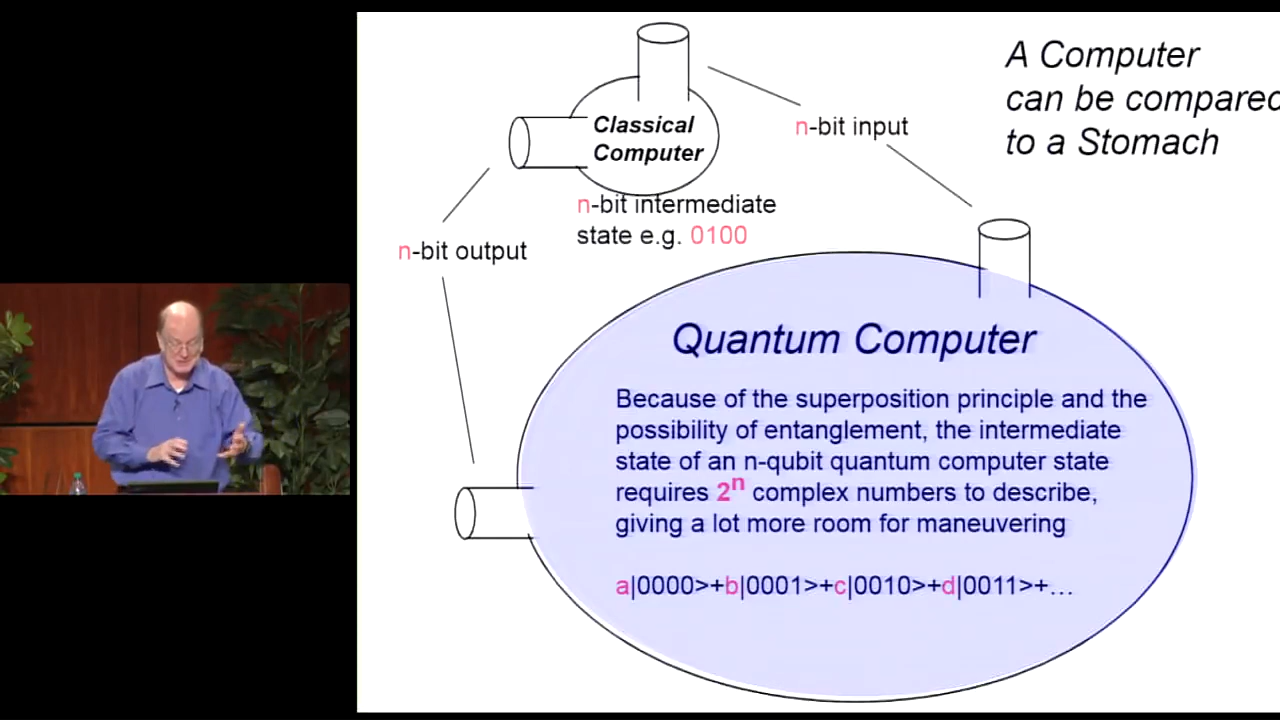 A Computer
can be compared
to a Stomach
Classical
Computer
n-bit input
n-bit intermediate
state e.g. 0100
n-bit output
Quantum Computer
Because of the superposition principle and the
possibility of entanglement, the intermediate
state of an n-qubit quantum computer state
requires 2ⁿ complex numbers to describe,
giving a lot more room for maneuvering
a|0000>+b|0001>+c|0010>+d|0011>+…